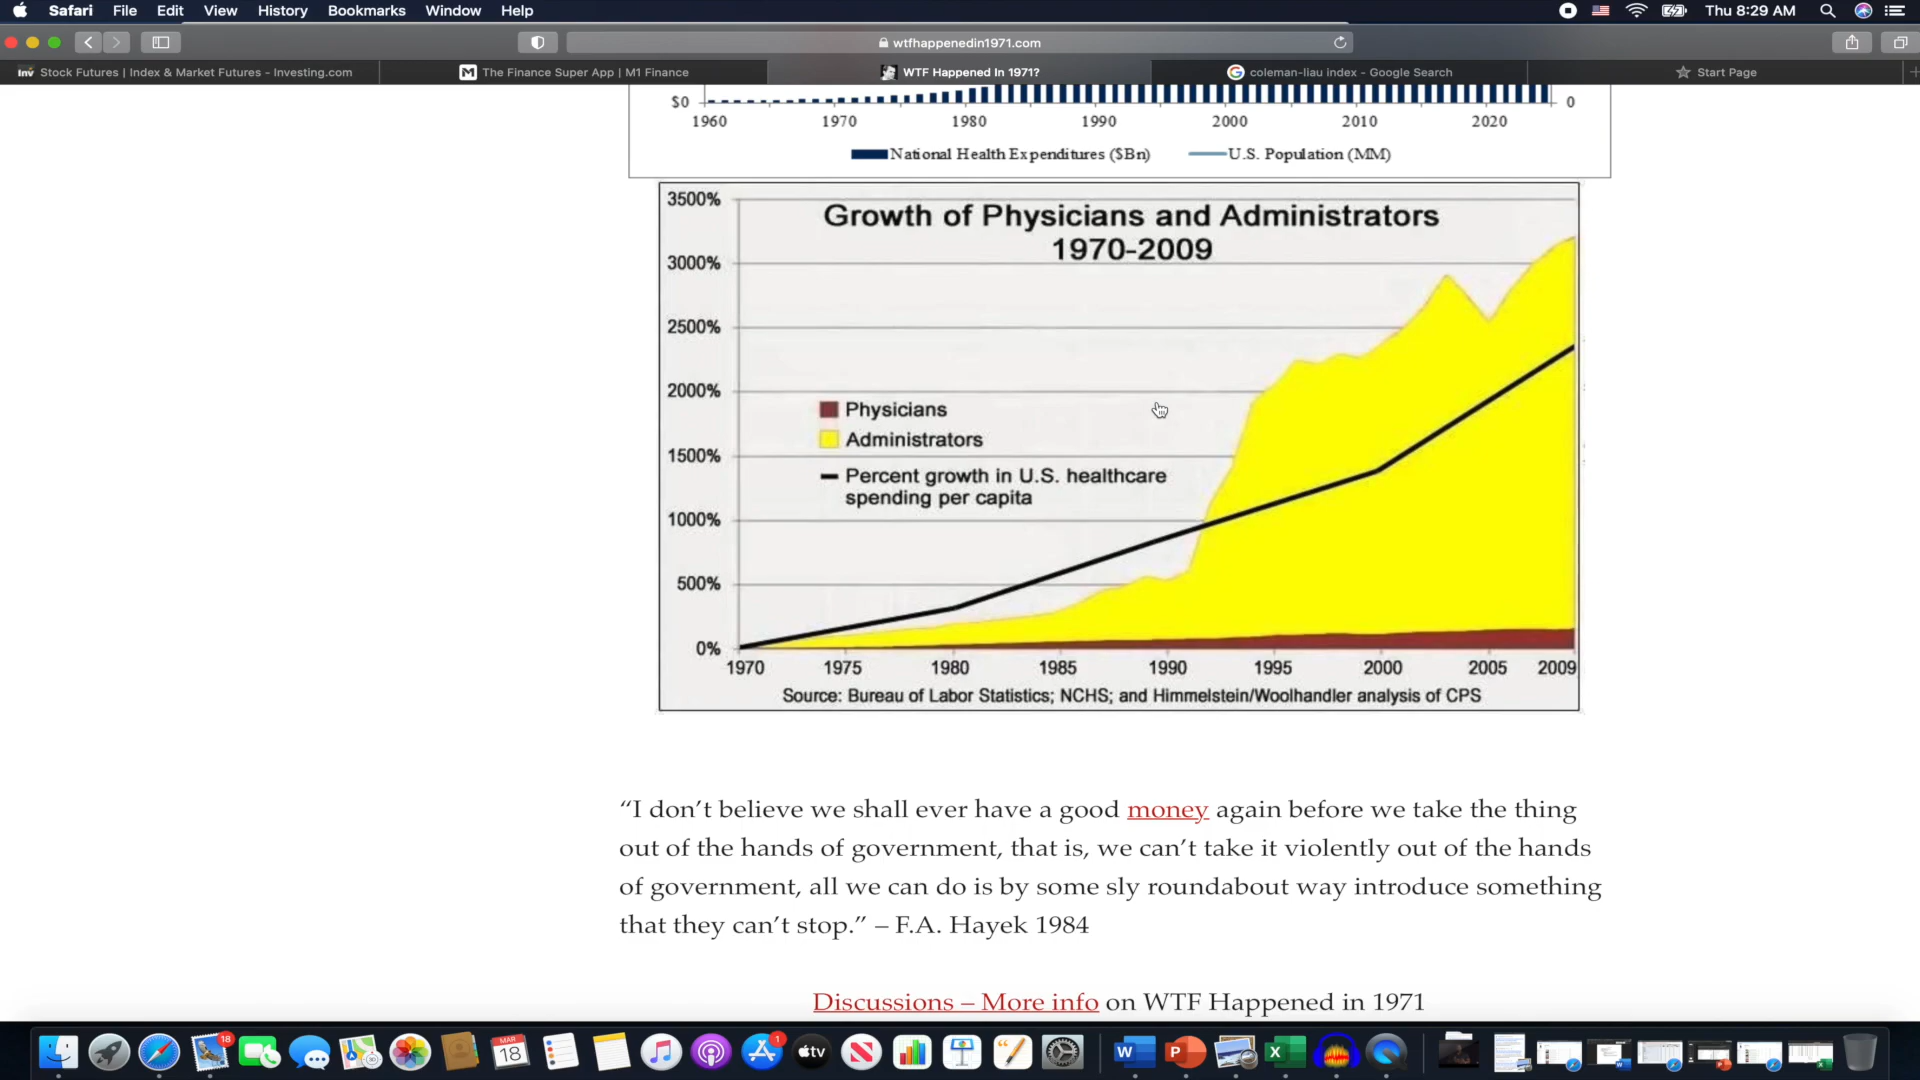 Safari File Edit View History Bookmarks Window Help Thu 8:29 AM
wtfhappenedin1971.com
Inv Stock Futures | Index & Market Futures - Investing.com
M The Finance Super App | M1 Finance
WTF Happened In 1971?
G coleman-liau index - Google Search
Start Page
$0 0
1960 1970 1980 1990 2000 2010 2020
National Health Expenditures ($Bn) U.S. Population (MM)
Growth of Physicians and Administrators
1970-2009
3500%
3000%
2500%
2000%
1500%
1000%
500%
0%
Physicians
Administrators
Percent growth in U.S. healthcare
spending per capita
1970 1975 1980 1985 1990 1995 2000 2005 2009
Source: Bureau of Labor Statistics; NCHS; and Himmelstein/Woolhandler analysis of CPS
“I don’t believe we shall ever have a good money again before we take the thing
out of the hands of government, that is, we can’t take it violently out of the hands
of government, all we can do is by some sly roundabout way introduce something
that they can’t stop.” – F.A. Hayek 1984
Discussions – More info on WTF Happened in 1971
18 MAR 18 1 tv W P X